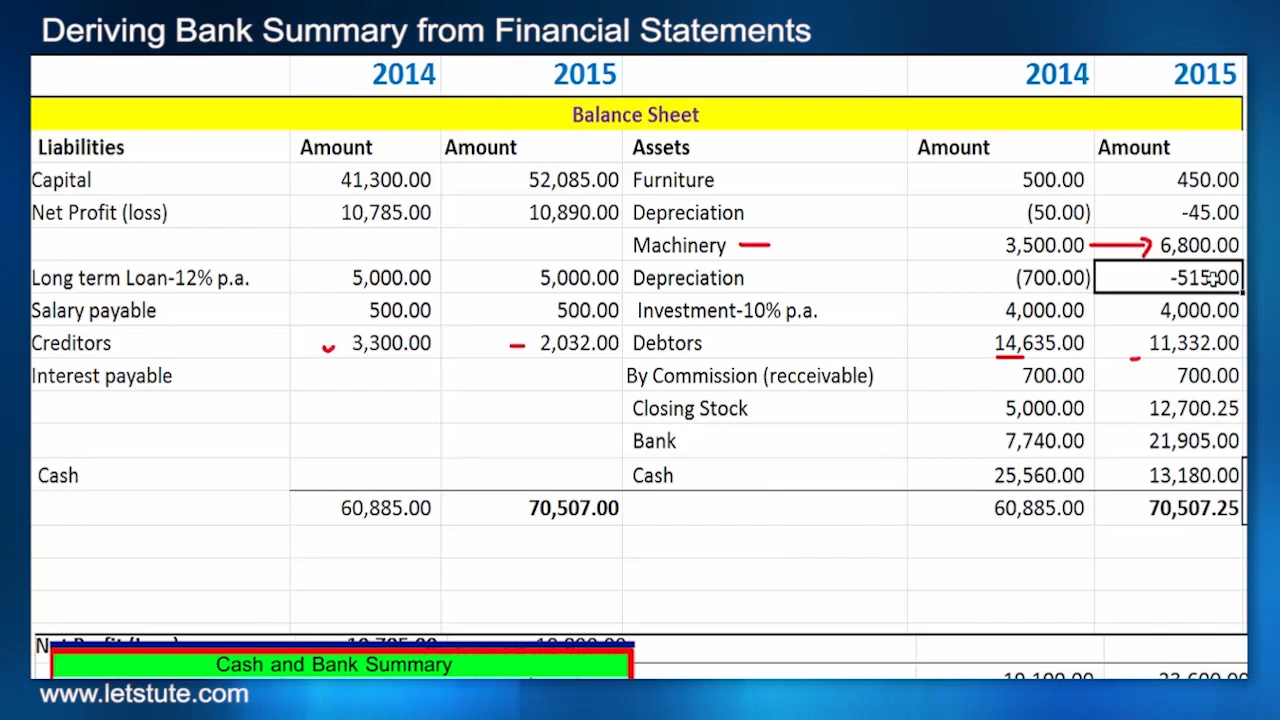 Deriving Bank Summary from Financial Statements
2014 2015 2014 2015
Balance Sheet
Liabilities Amount Amount Assets Amount Amount
Capital 41,300.00 52,085.00 Furniture 500.00 450.00
Net Profit (loss) 10,785.00 10,890.00 Depreciation (50.00) -45.00
Machinery 3,500.00 6,800.00
Long term Loan-12% p.a. 5,000.00 5,000.00 Depreciation (700.00) -515.00
Salary payable 500.00 500.00 Investment-10% p.a. 4,000.00 4,000.00
Creditors 3,300.00 2,032.00 Debtors 14,635.00 11,332.00
Interest payable By Commission (recceivable) 700.00 700.00
Closing Stock 5,000.00 12,700.25
Bank 7,740.00 21,905.00
Cash Cash 25,560.00 13,180.00
60,885.00 70,507.00 60,885.00 70,507.25
Cash and Bank Summary
www.letstute.com